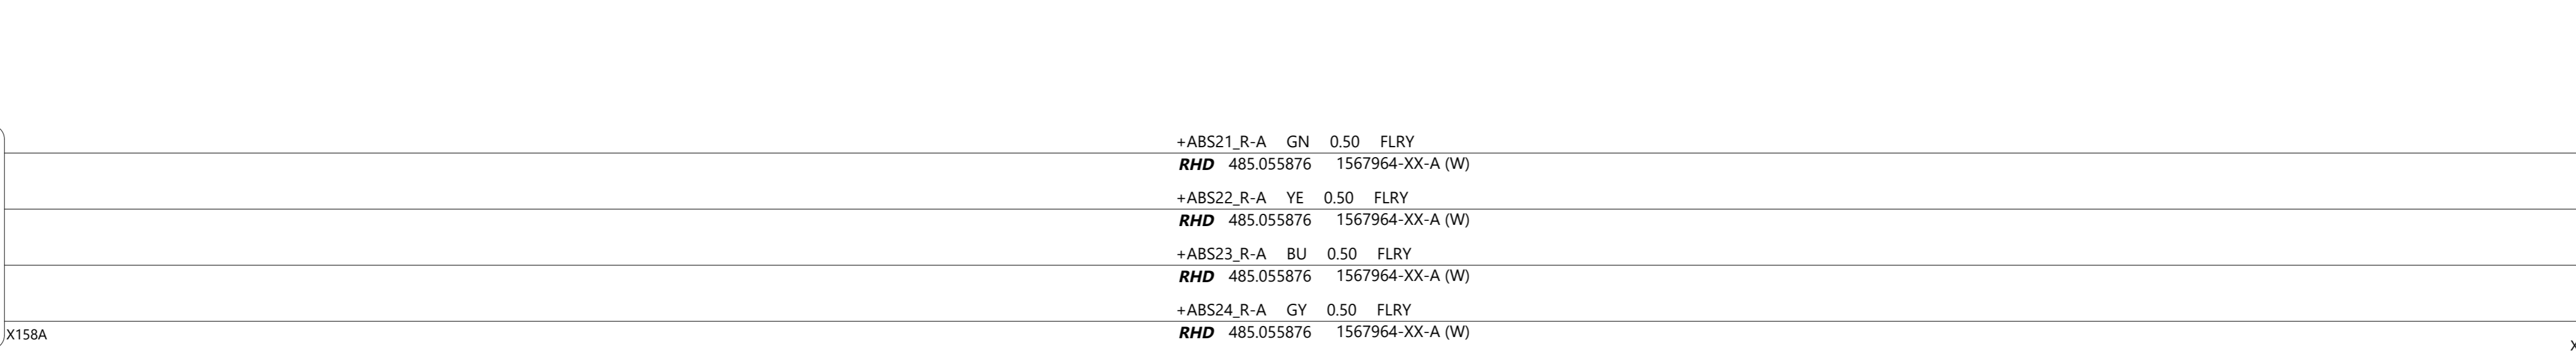 +ABS21_R-A GN 0.50 FLRY
RHD 485.055876 1567964-XX-A (W)
+ABS22_R-A YE 0.50 FLRY
RHD 485.055876 1567964-XX-A (W)
+ABS23_R-A BU 0.50 FLRY
RHD 485.055876 1567964-XX-A (W)
+ABS24_R-A GY 0.50 FLRY
RHD 485.055876 1567964-XX-A (W)
X158A